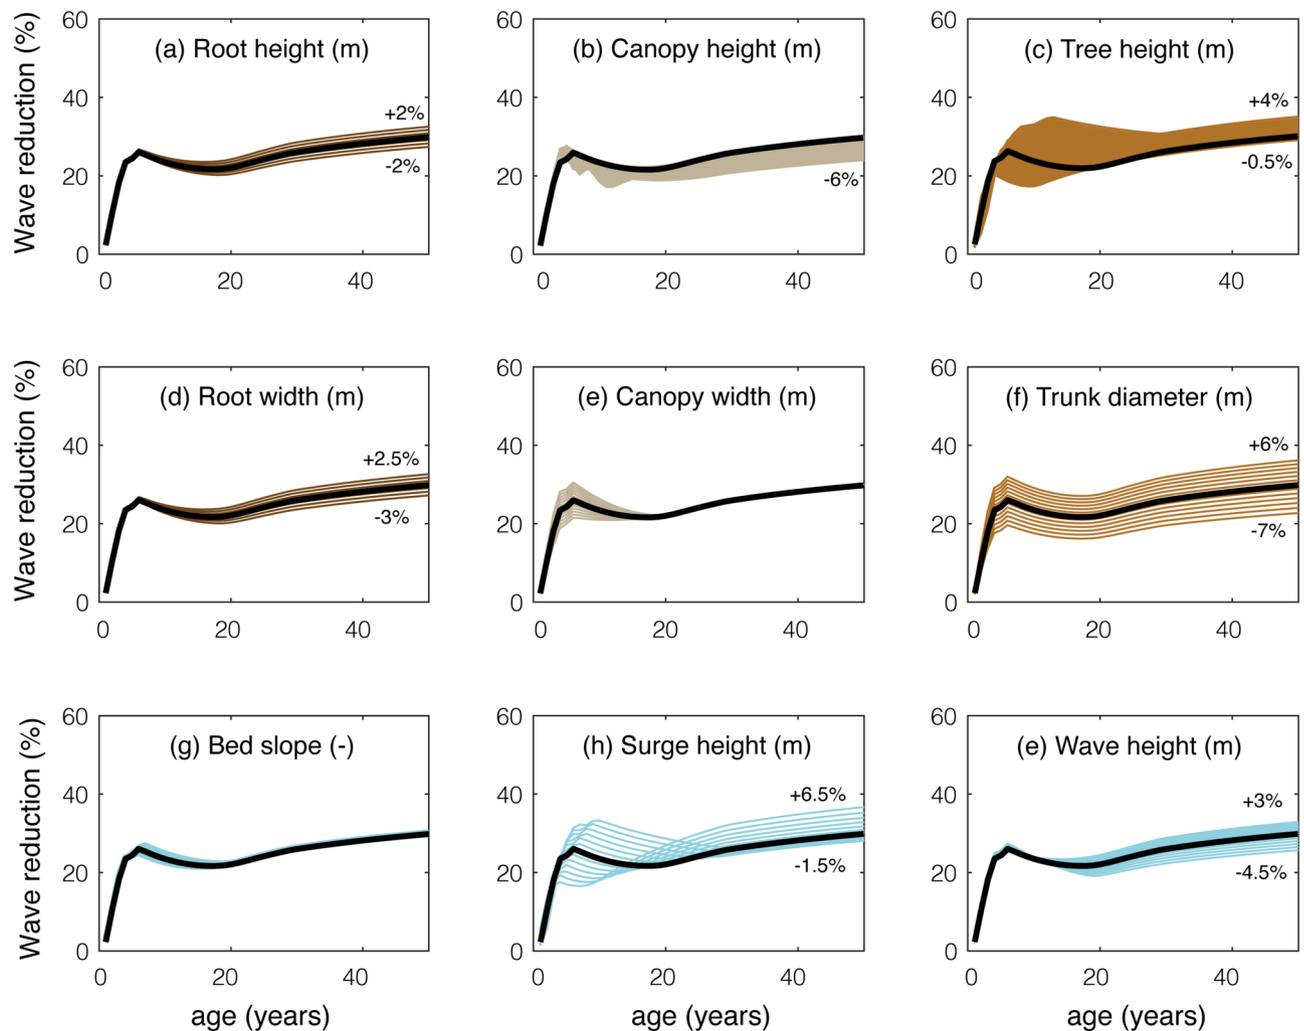 Wave reduction (%)
60
40
20
0
(a) Root height (m)
+2%
-2%
0 20 40
60
40
20
0
(b) Canopy height (m)
-6%
0 20 40
60
40
20
0
(c) Tree height (m)
+4%
-0.5%
0 20 40
Wave reduction (%)
60
40
20
0
(d) Root width (m)
+2.5%
-3%
0 20 40
60
40
20
0
(e) Canopy width (m)
0 20 40
60
40
20
0
(f) Trunk diameter (m)
+6%
-7%
0 20 40
Wave reduction (%)
60
40
20
0
(g) Bed slope (-)
0 20 40
age (years)
60
40
20
0
(h) Surge height (m)
+6.5%
-1.5%
0 20 40
age (years)
60
40
20
0
(e) Wave height (m)
+3%
-4.5%
0 20 40
age (years)